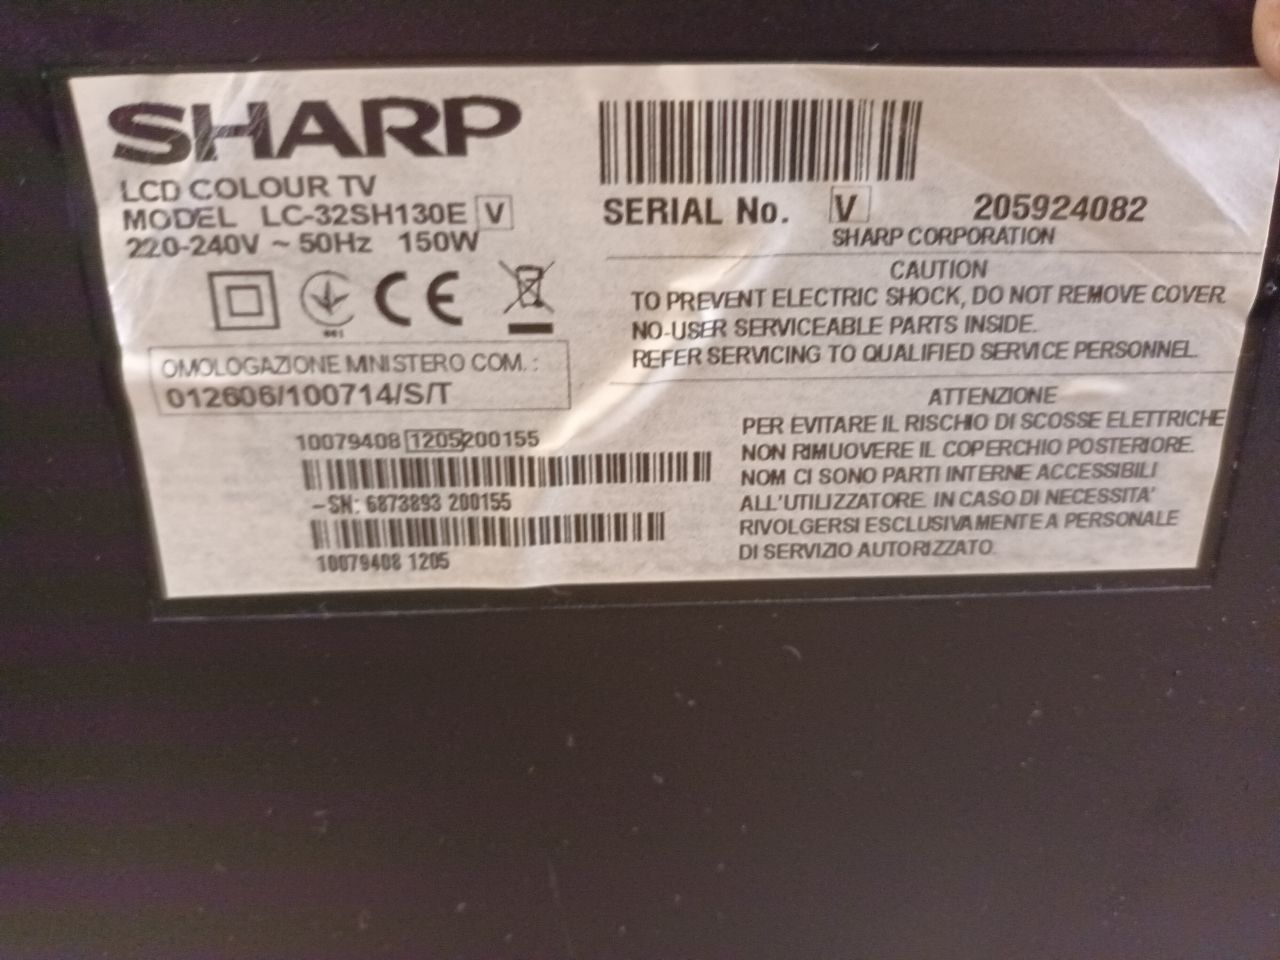 SHARP
LCD COLOUR TV
MODEL LC-32SH130E V
220-240V ~ 50Hz 150W
CE
OMOLOGAZIONE MNISTERO COM. :
012606/100714/S/T
10079408 1205200155
-SN: 6873893 200155
10079408 1205
SERIAL No. V 205924082
SHARP CORPORATION
CAUTION
TO PREVENT ELECTRIC SHOCK, DO NOT REMOVE COVER.
NO-USER SERVICEABLE PARTS INSIDE.
REFER SERVICING TO QUALIFIED SERVICE PERSONNEL.
ATTENZIONE
PER EVITARE IL RISCHIO DI SCOSSE ELETTRICHE
NON RIMUOVERE IL COPERCHIO POSTERIORE.
NOM CI SONO PARTI INTERNE ACCESSIBILI
ALL'UTILIZZATORE. IN CASO DI NECESSITA'
RIVOLGERSI ESCLUSIVAMENTE A PERSONALE
DI SERVIZIO AUTORIZZATO.